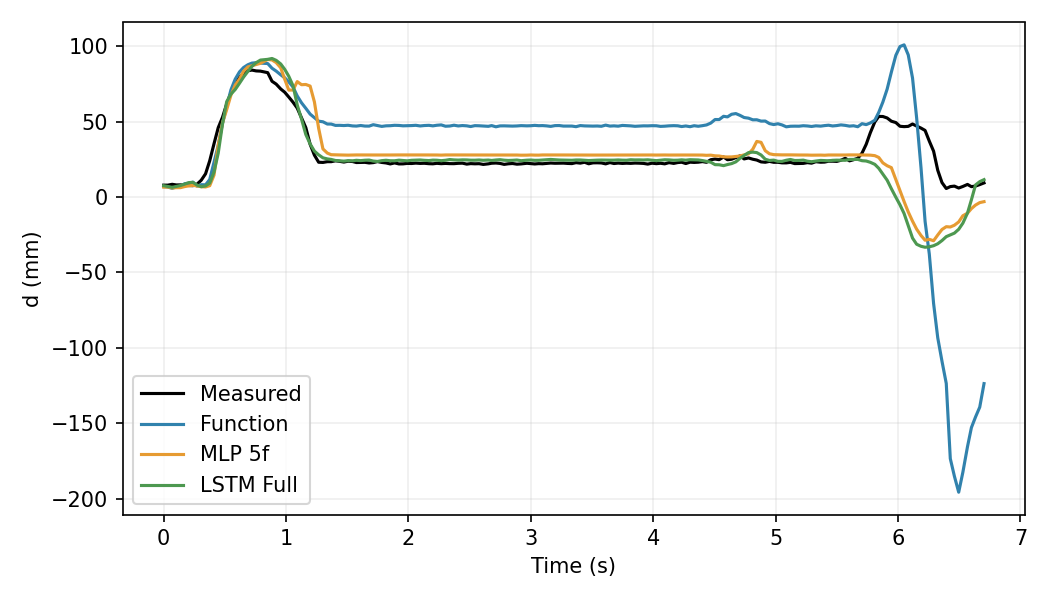 100
50
0
−50
−100
−150
−200
d (mm)
Measured
Function
MLP 5f
LSTM Full
0 1 2 3 4 5 6 7
Time (s)